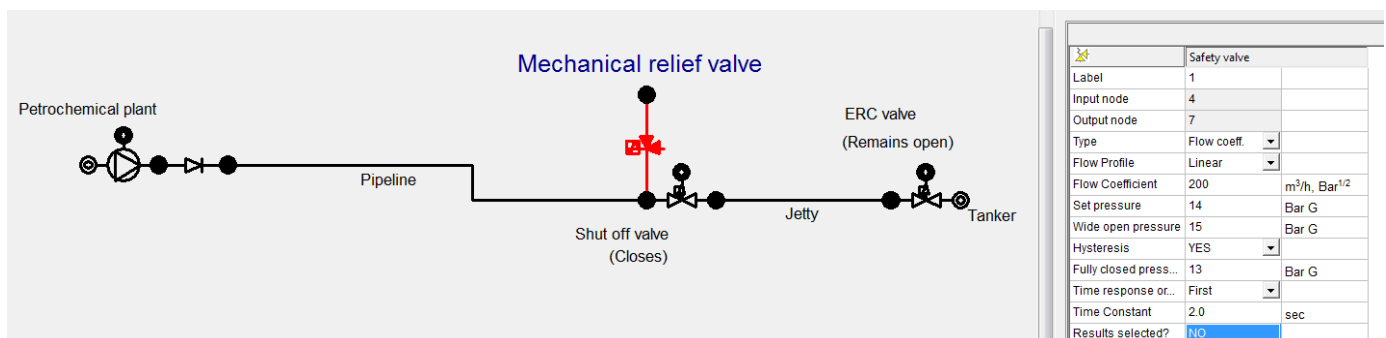 Mechanical relief valve
Petrochemical plant
ERC valve
(Remains open)
Pipeline
Jetty
Tanker
Shut off valve
(Closes)
Safety valve
Label 1
Input node 4
Output node 7
Type Flow coeff.
Flow Profile Linear
Flow Coefficient 200 m³/h, Bar¹/²
Set pressure 14 Bar G
Wide open pressure 15 Bar G
Hysteresis YES
Fully closed press... 13 Bar G
Time response or... First
Time Constant 2.0 sec
Results selected? NO